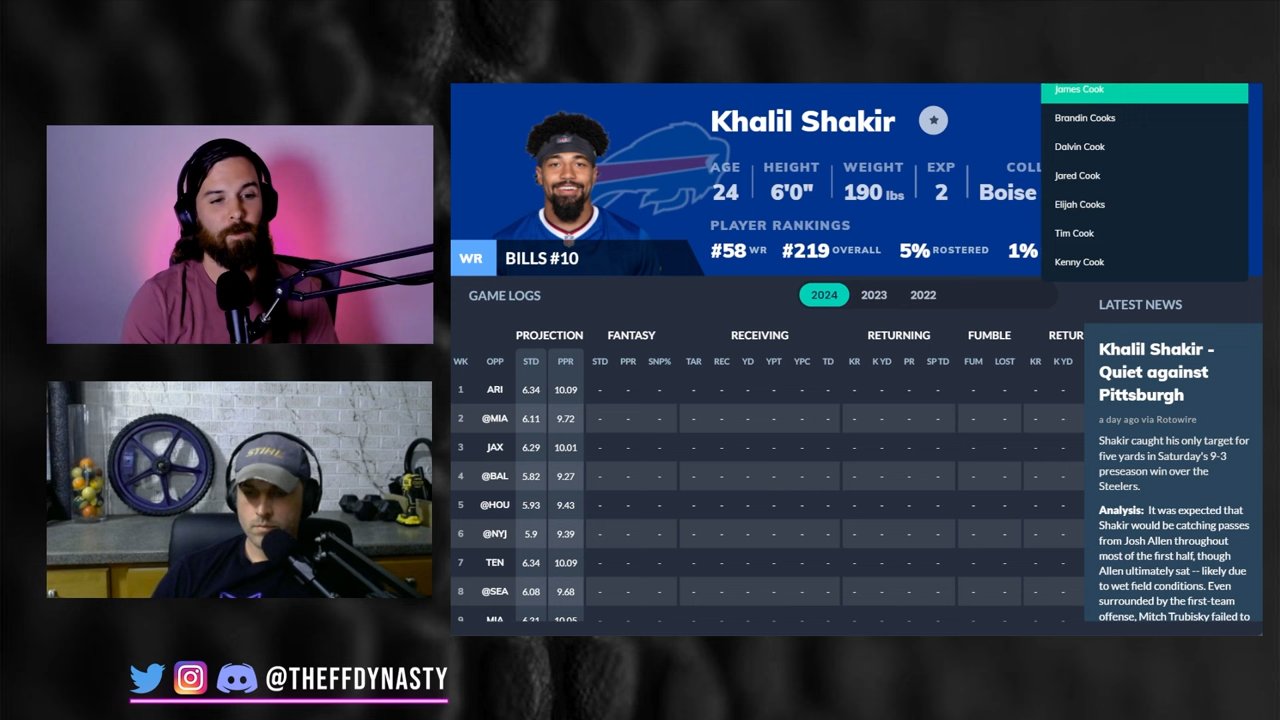 James Cook
Brandin Cooks
Dalvin Cook
Jared Cook
Elijah Cooks
Tim Cook
Kenny Cook
Khalil Shakir
AGE HEIGHT WEIGHT EXP COLL
24 6'0" 190 lbs 2 Boise
PLAYER RANKINGS
#58 WR #219 OVERALL 5% ROSTERED 1%
WR BILLS #10
GAME LOGS 2024 2023 2022
PROJECTION FANTASY RECEIVING RETURNING FUMBLE RETUR
WK OPP STD PPR STD PPR SNP% TAR REC YD YPT YPC TD KR K YD PR SP TD FUM LOST KR K YD
1 ARI 6.34 10.09 - - - - - - - - - - - - - - - - -
2 @MIA 6.11 9.72 - - - - - - - - - - - - - - - - -
3 JAX 6.29 10.01 - - - - - - - - - - - - - - - - -
4 @BAL 5.82 9.27 - - - - - - - - - - - - - - - - -
5 @HOU 5.93 9.43 - - - - - - - - - - - - - - - - -
6 @NYJ 5.9 9.39 - - - - - - - - - - - - - - - - -
7 TEN 6.34 10.09 - - - - - - - - - - - - - - - - -
8 @SEA 6.08 9.68 - - - - - - - - - - - - - - - - -
9 MIA 6.31 10.05 - - - - - - - - - - - - - - - - -
LATEST NEWS
Khalil Shakir -
Quiet against
Pittsburgh
a day ago via Rotowire
Shakir caught his only target for
five yards in Saturday's 9-3
preseason win over the
Steelers.
Analysis: It was expected that
Shakir would be catching passes
from Josh Allen throughout
most of the first half, though
Allen ultimately sat -- likely due
to wet field conditions. Even
surrounded by the first-team
offense, Mitch Trubisky failed to
STIHL
@THEFFDYNASTY